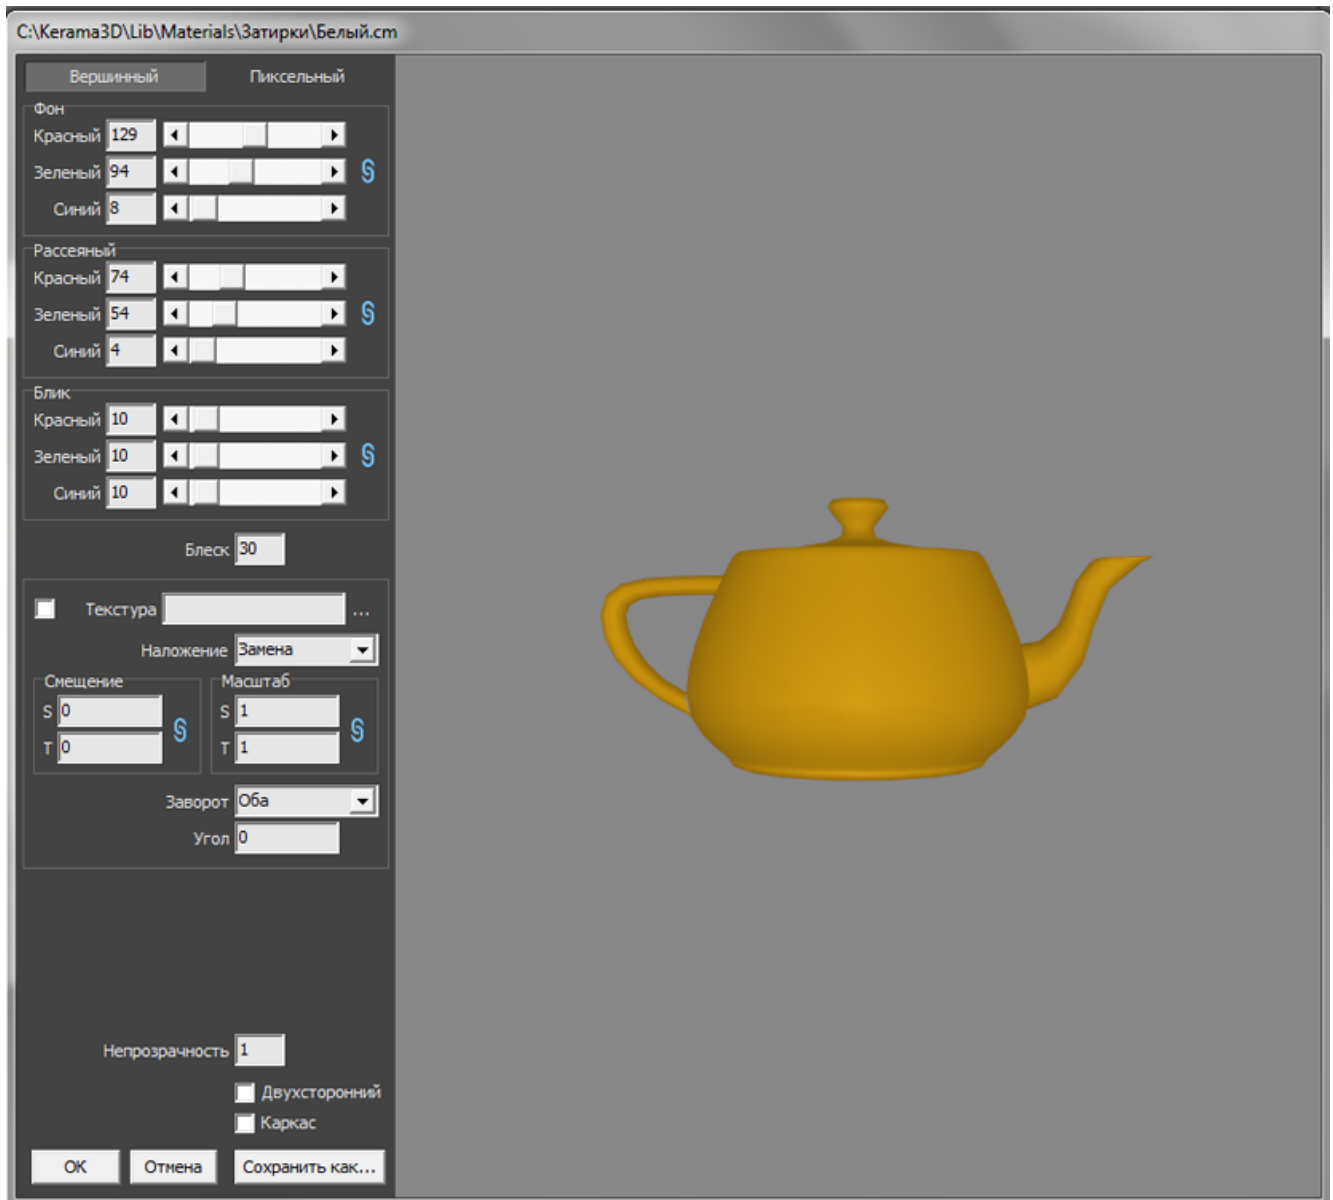 C:\Kerama3D\Lib\Materials\Затирки\Белый.cm
Вершинный Пиксельный
Фон
Красный 129
Зеленый 94
Синий 8
Рассеяный
Красный 74
Зеленый 54
Синий 4
Блик
Красный 10
Зеленый 10
Синий 10
Блеск 30
Текстура ...
Наложение Замена
Смещение Масштаб
S 0 S 1
T 0 T 1
Заворот Оба
Угол 0
Непрозрачность 1
Двухсторонний
Каркас
OK Отмена Сохранить как...